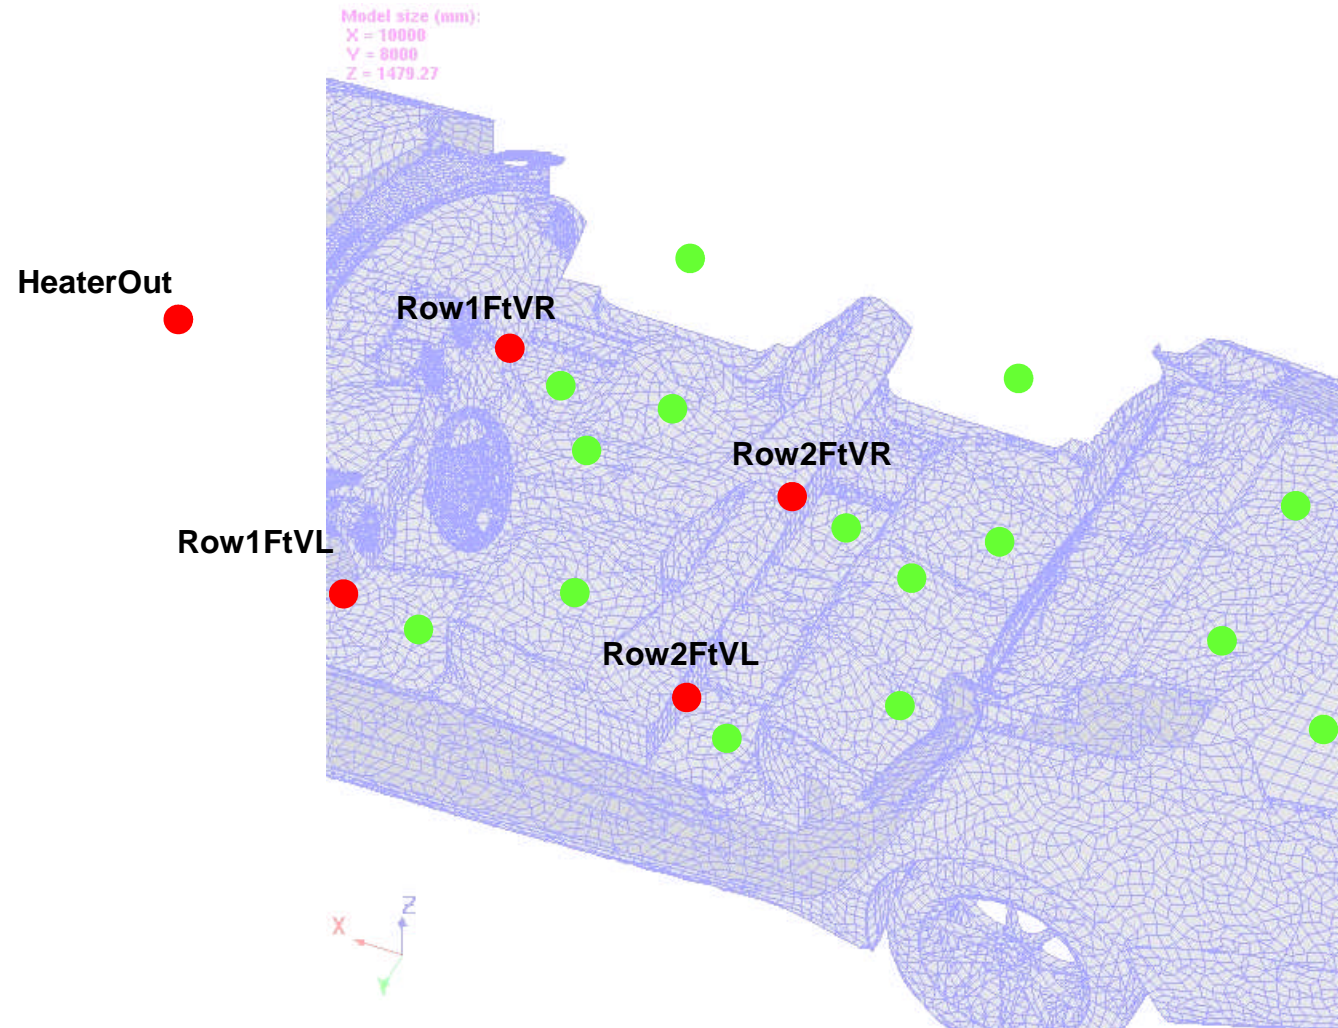 Model size (mm):
X = 10000
Y = 8000
Z = 1479.27
HeaterOut
Row1FtVR
Row2FtVR
Row1FtVL
Row2FtVL
Z
X